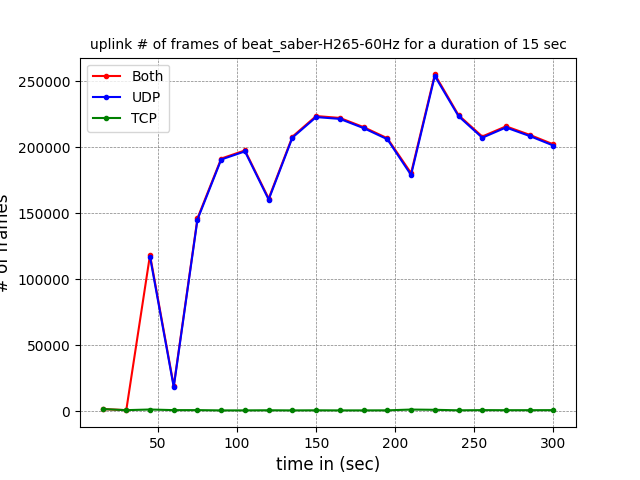 uplink # of frames of beat_saber-H265-60Hz for a duration of 15 sec
Both
UDP
TCP
250000
200000
150000
100000
50000
0
# of frames
50 100 150 200 250 300
time in (sec)